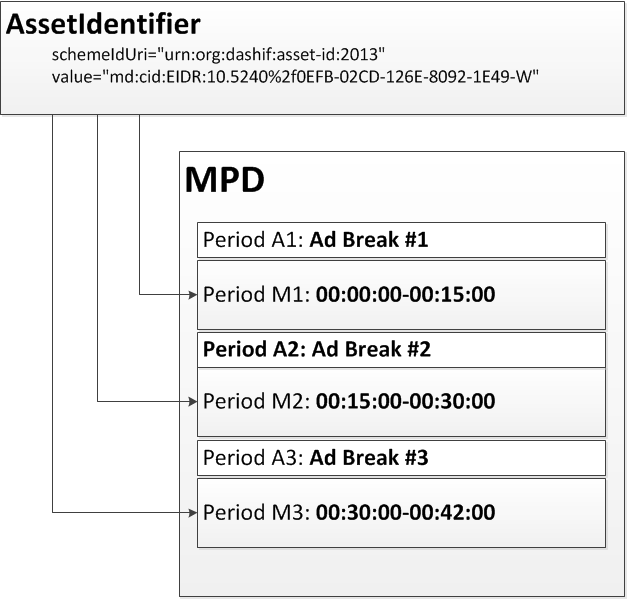 AssetIdentifier
schemeIdUri="urn:org:dashif:asset-id:2013"
value="md:cid:EIDR:10.5240%2f0EFB-02CD-126E-8092-1E49-W"
MPD
Period A1: Ad Break #1
Period M1: 00:00:00-00:15:00
Period A2: Ad Break #2
Period M2: 00:15:00-00:30:00
Period A3: Ad Break #3
Period M3: 00:30:00-00:42:00